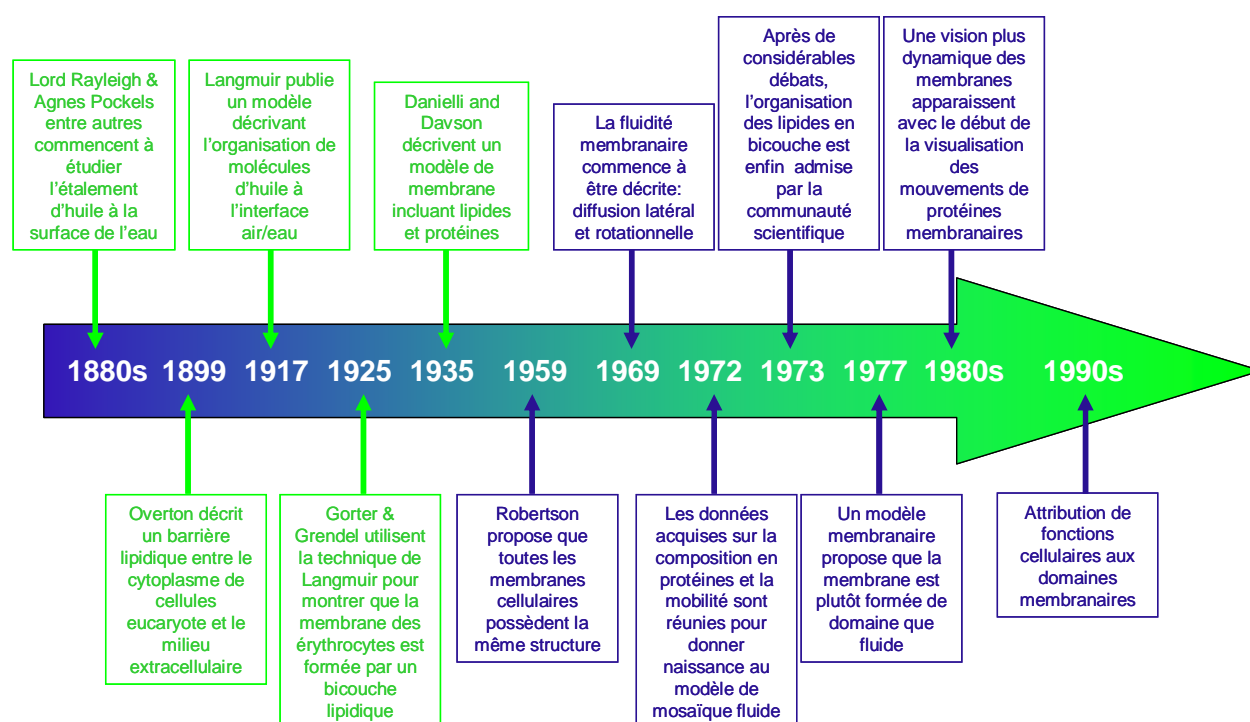 Lord Rayleigh &
Agnes Pockels
entre autres
commencent à
étudier
l'étalement
d'huile à la
surface de l'eau
Langmuir publie
un modèle
décrivant
l'organisation de
molécules
d'huile à
l'interface
air/eau
Danielli and
Davson
décrivent un
modèle de
membrane
incluant lipides
et protéines
La fluidité
membranaire
commence à
être décrite:
diffusion latéral
et rotationnelle
Après de
considérables
débats,
l'organisation
des lipides en
bicouche est
enfin admise
par la
communauté
scientifique
Une vision plus
dynamique des
membranes
apparaissent
avec le début de
la visualisation
des
mouvements de
protéines
membranaires
1880s 1899 1917 1925 1935 1959 1969 1972 1973 1977 1980s 1990s
Overton décrit
un barrière
lipidique entre le
cytoplasme de
cellules
eucaryote et le
milieu
extracellulaire
Gorter &
Grendel utilisent
la technique de
Langmuir pour
montrer que la
membrane des
érythrocytes est
formée par un
bicouche
lipidique
Robertson
propose que
toutes les
membranes
cellulaires
possèdent la
même structure
Les données
acquises sur la
composition en
protéines et la
mobilité sont
réunies pour
donner
naissance au
modèle de
mosaïque fluide
Un modèle
membranaire
propose que la
membrane est
plutôt formée de
domaine que
fluide
Attribution de
fonctions
cellulaires aux
domaines
membranaires